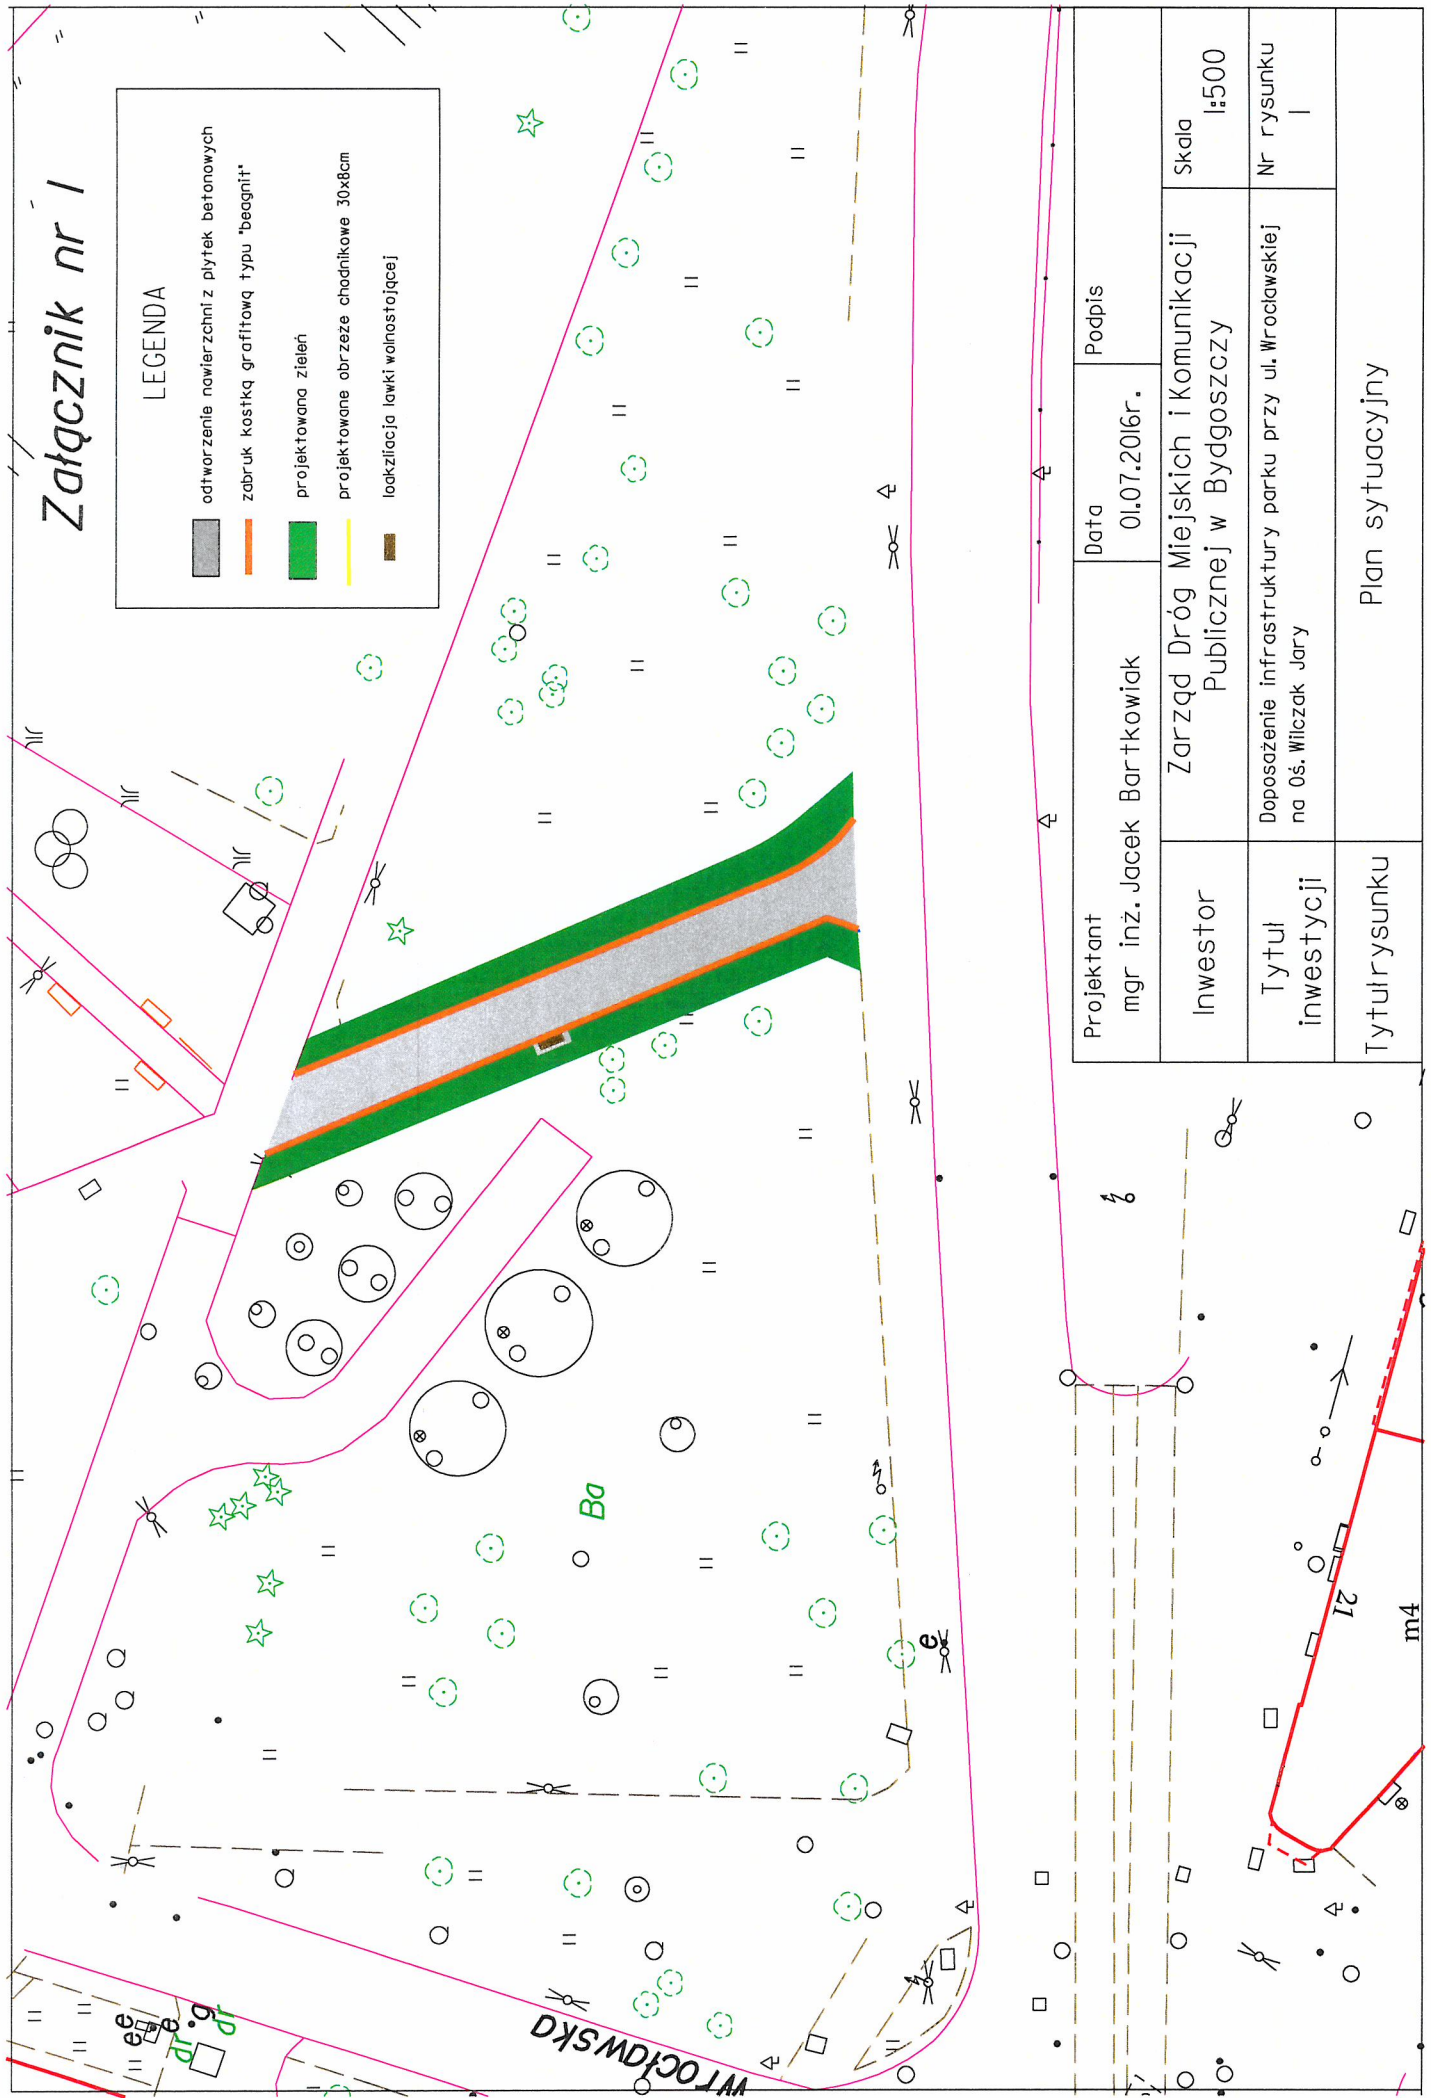 Załącznik nr 1
LEGENDA
odtworzenie nawierzchni z płytek betonowych
zabruk kostką grafitową typu "beagnit"
projektowana zieleń
projektowane obrzeże chodnikowe 30x8cm
loakzliacja ławki wolnostojącej
Projektant
mgr inż. Jacek Bartkowiak
Data
01.07.2016r.
Podpis
Inwestor
Zarząd Dróg Miejskich i Komunikacji
Publicznej w Bydgoszczy
Skala
1:500
Tytuł
inwestycji
Doposażenie infrastruktury parku przy ul. Wrocławskiej
na Oś. Wilczak Jary
Nr rysunku
1
Tytuł rysunku
Plan sytuacyjny
Ba
e
21
m4
Wrocławska
ee
e
e
g
dr
dr